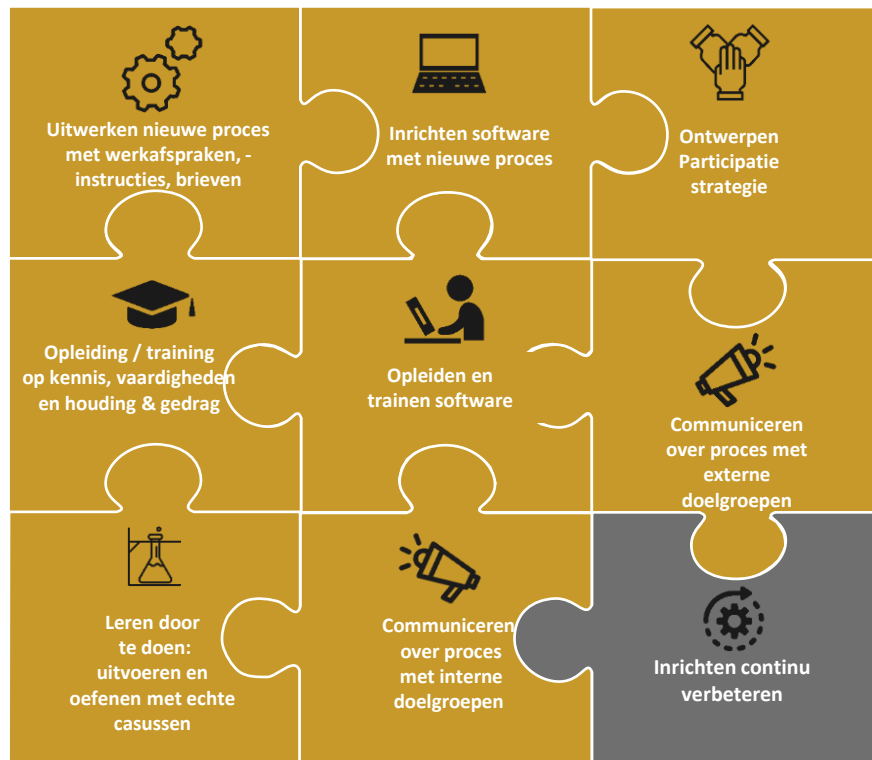 Uitwerken nieuwe proces
met werkafspraken, -
instructies, brieven
Inrichten software
met nieuwe proces
Ontwerpen
Participatie
strategie
Opleiding / training
op kennis, vaardigheden
en houding & gedrag
Opleiden en
trainen software
Communiceren
over proces met
externe
doelgroepen
Leren door
te doen:
uitvoeren en
oefenen met echte
casussen
Communiceren
over proces
met interne
doelgroepen
Inrichten continu
verbeteren